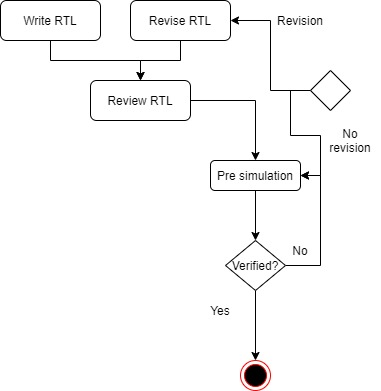 Write RTL
Revise RTL
Revision
Review RTL
No
revision
Pre simulation
No
Verified?
Yes